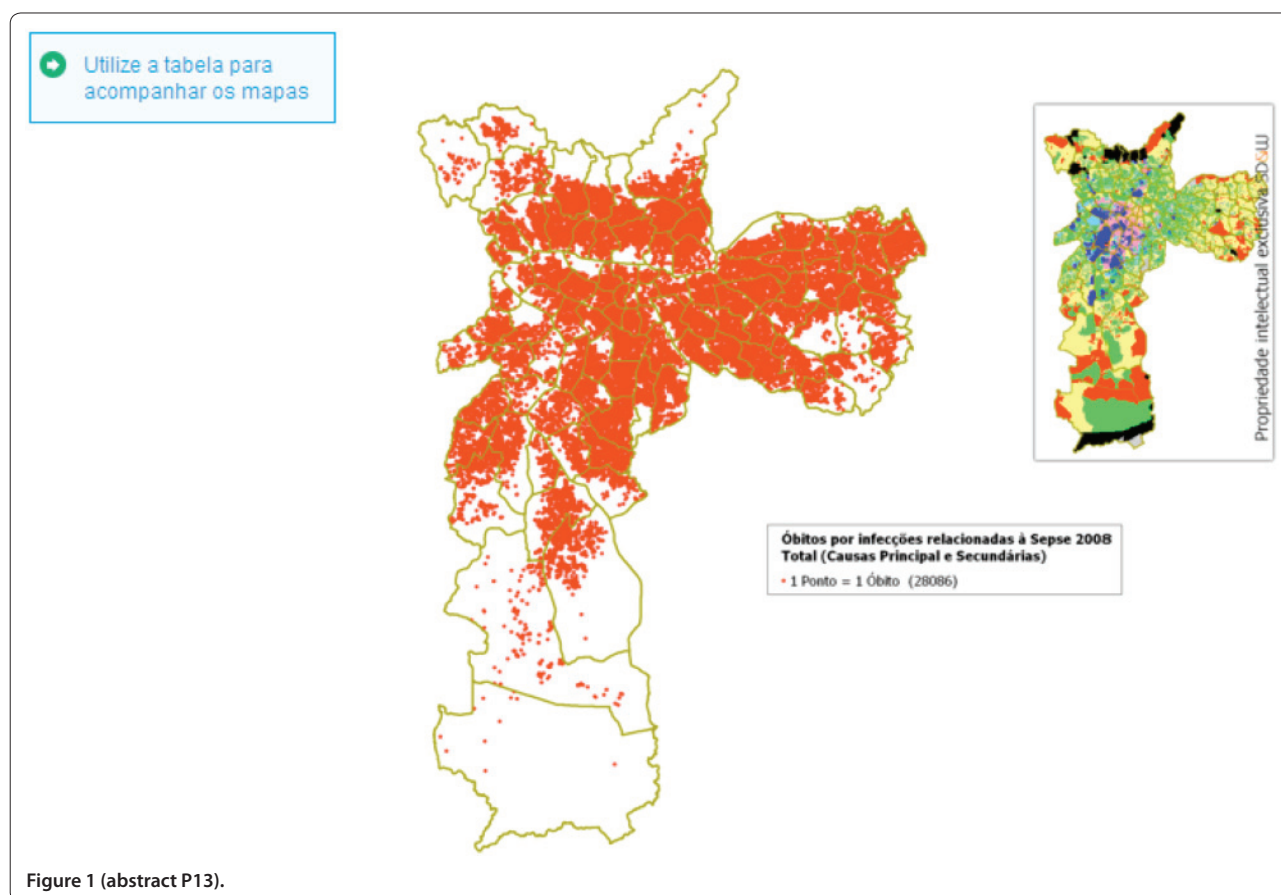 Utilize a tabela para
acompanhar os mapas
Propriedade intelectual exclusiva SD&W
Óbitos por infecções relacionadas à Sepse 2008
Total (Causas Principal e Secundárias)
1 Ponto = 1 Óbito (28086)
Figure 1 (abstract P13).